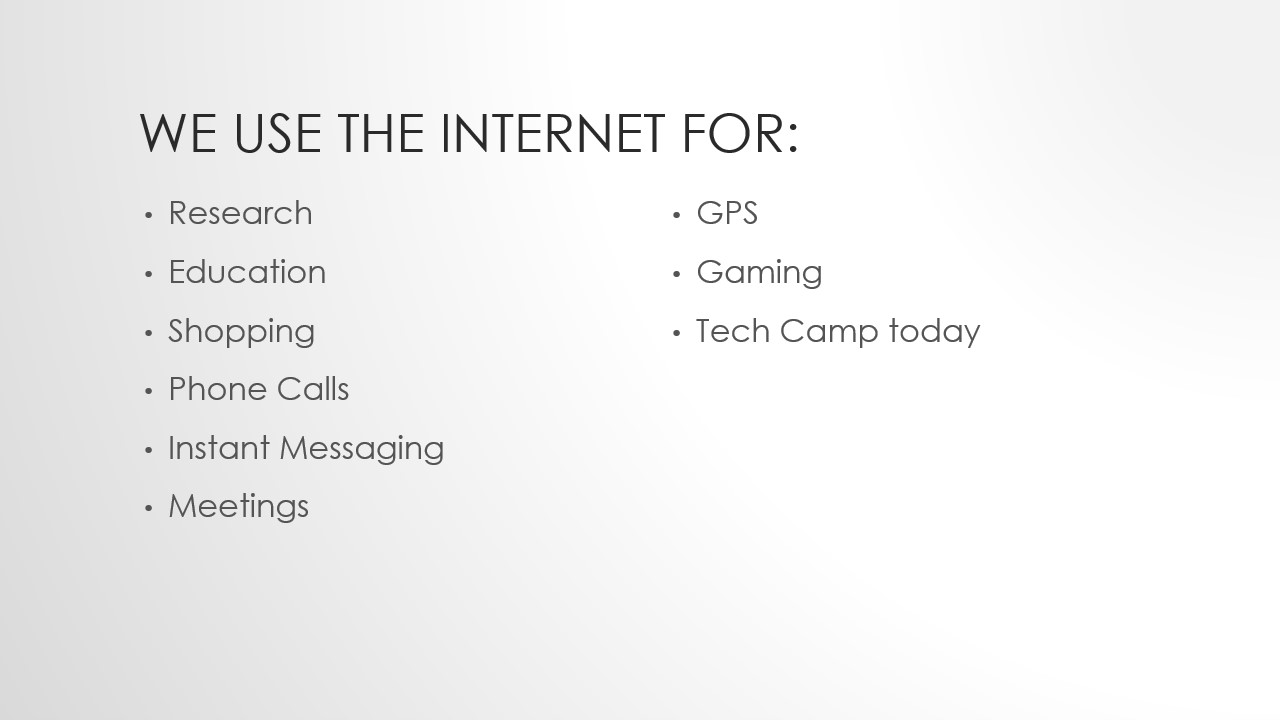 WE USE THE INTERNET FOR:
• Research
• Education
• Shopping
• Phone Calls
• Instant Messaging
• Meetings
• GPS
• Gaming
• Tech Camp today